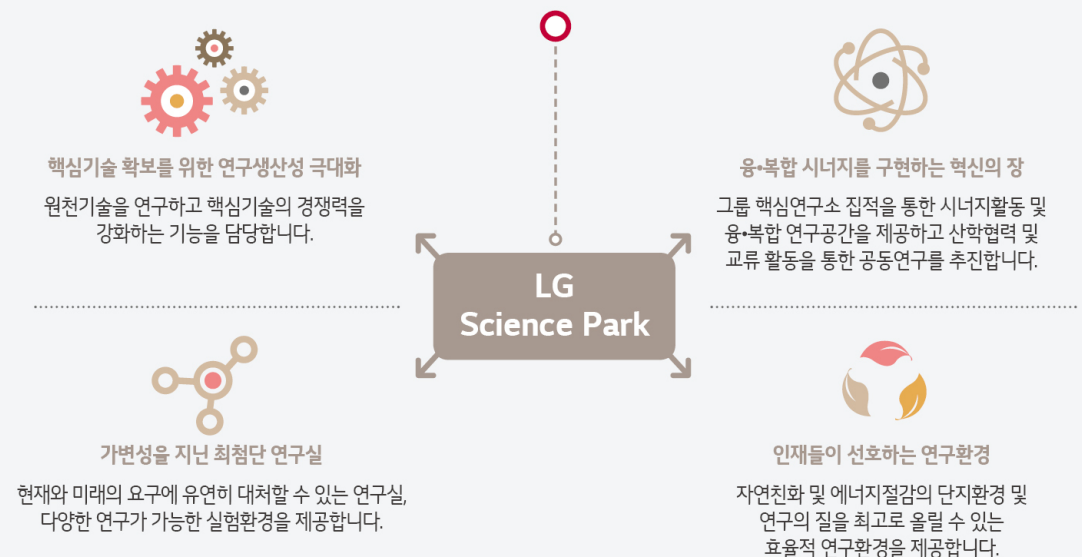 핵심기술 확보를 위한 연구생산성 극대화
원천기술을 연구하고 핵심기술의 경쟁력을
강화하는 기능을 담당합니다.
융•복합 시너지를 구현하는 혁신의 장
그룹 핵심연구소 집적을 통한 시너지활동 및
융•복합 연구공간을 제공하고 산학협력 및
교류 활동을 통한 공동연구를 추진합니다.
LG
Science Park
가변성을 지닌 최첨단 연구실
현재와 미래의 요구에 유연히 대처할 수 있는 연구실,
다양한 연구가 가능한 실험환경을 제공합니다.
인재들이 선호하는 연구환경
자연친화 및 에너지절감의 단지환경 및
연구의 질을 최고로 올릴 수 있는
효율적 연구환경을 제공합니다.